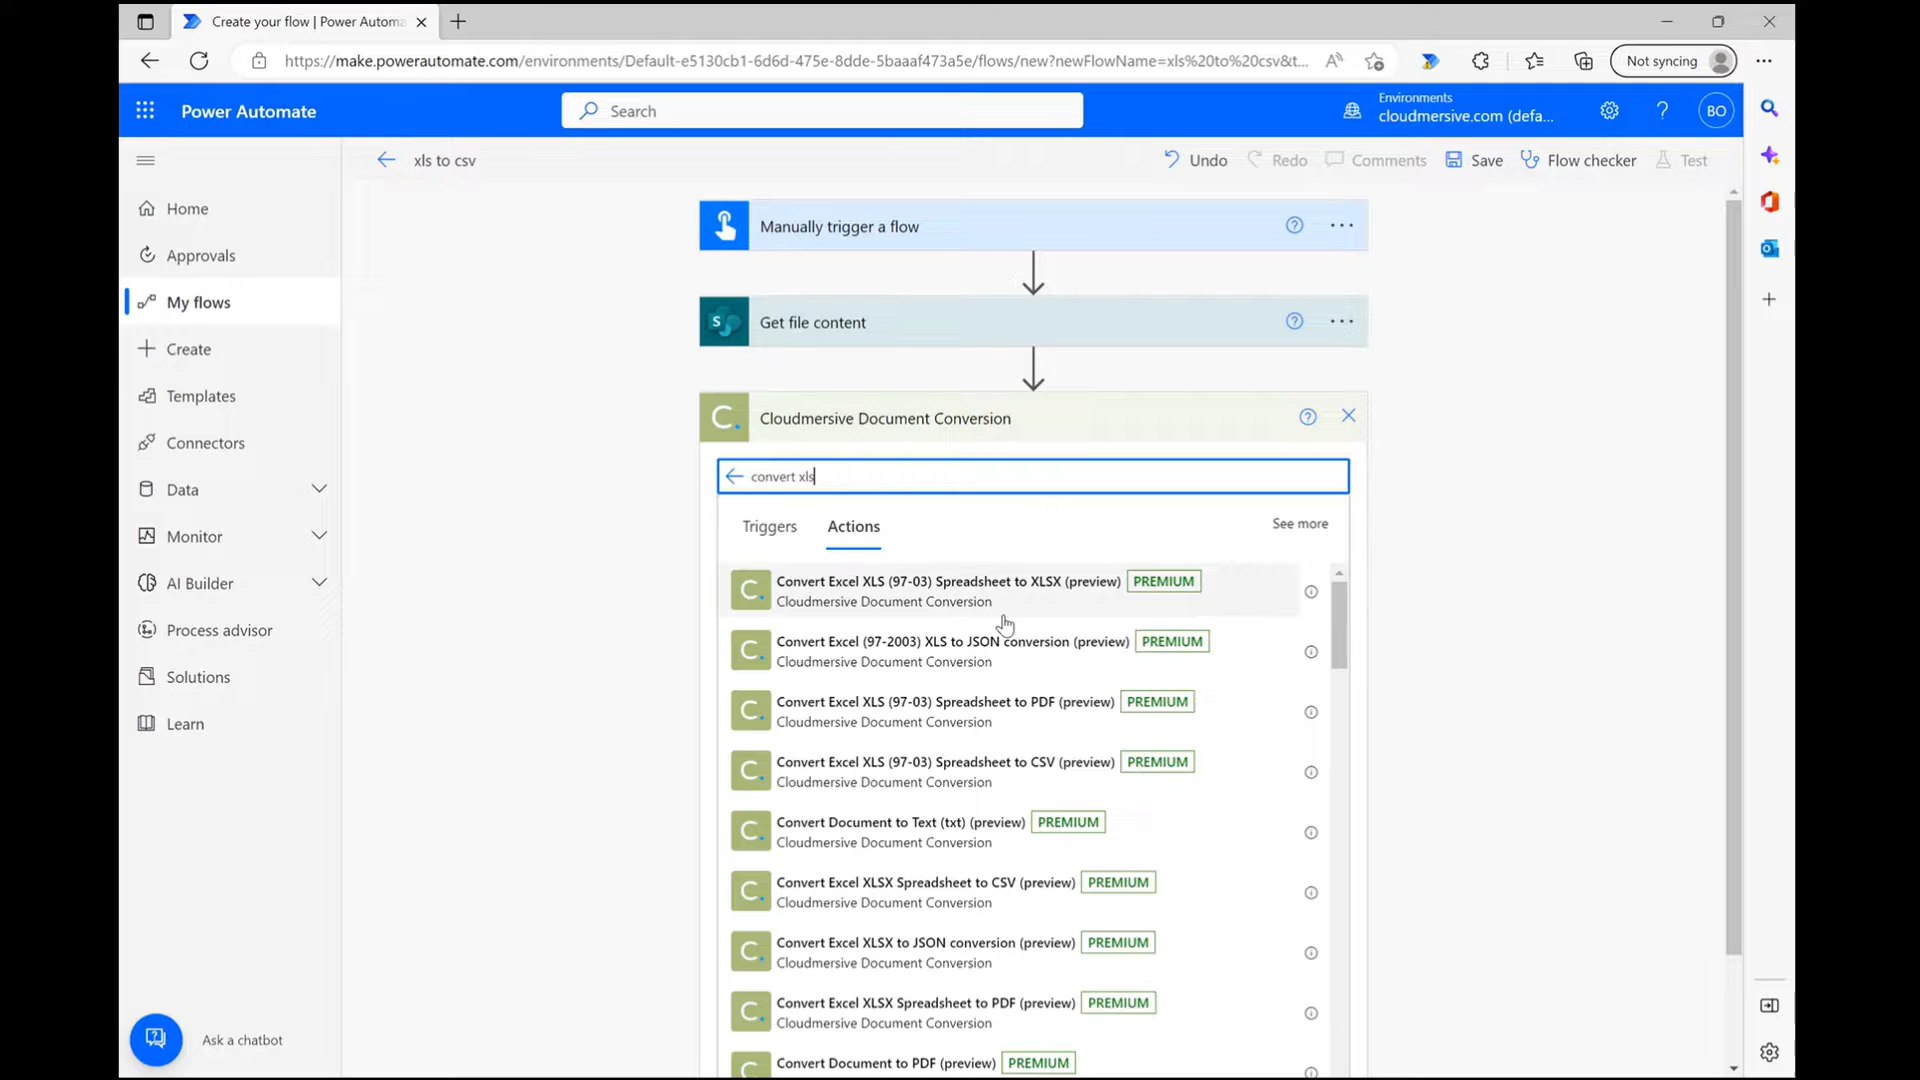 Create your flow | Power Automa
https://make.powerautomate.com/environments/Default-e5130cb1-6d6d-475e-8dde-5baaaf473a5e/flows/new?newFlowName=xls%20to%20csv&t...
Not syncing
Power Automate
Search
Environments
cloudmersive.com (defa...
BO
xls to csv
Undo
Redo
Comments
Save
Flow checker
Test
Home
Approvals
My flows
Create
Templates
Connectors
Data
Monitor
AI Builder
Process advisor
Solutions
Learn
Ask a chatbot
Manually trigger a flow
S
Get file content
C.
Cloudmersive Document Conversion
convert xls
Triggers
Actions
See more
C.
Convert Excel XLS (97-03) Spreadsheet to XLSX (preview) PREMIUM
Cloudmersive Document Conversion
C.
Convert Excel (97-2003) XLS to JSON conversion (preview) PREMIUM
Cloudmersive Document Conversion
C.
Convert Excel XLS (97-03) Spreadsheet to PDF (preview) PREMIUM
Cloudmersive Document Conversion
C.
Convert Excel XLS (97-03) Spreadsheet to CSV (preview) PREMIUM
Cloudmersive Document Conversion
C.
Convert Document to Text (txt) (preview) PREMIUM
Cloudmersive Document Conversion
C.
Convert Excel XLSX Spreadsheet to CSV (preview) PREMIUM
Cloudmersive Document Conversion
C.
Convert Excel XLSX to JSON conversion (preview) PREMIUM
Cloudmersive Document Conversion
C.
Convert Excel XLSX Spreadsheet to PDF (preview) PREMIUM
Cloudmersive Document Conversion
C.
Convert Document to PDF (preview) PREMIUM